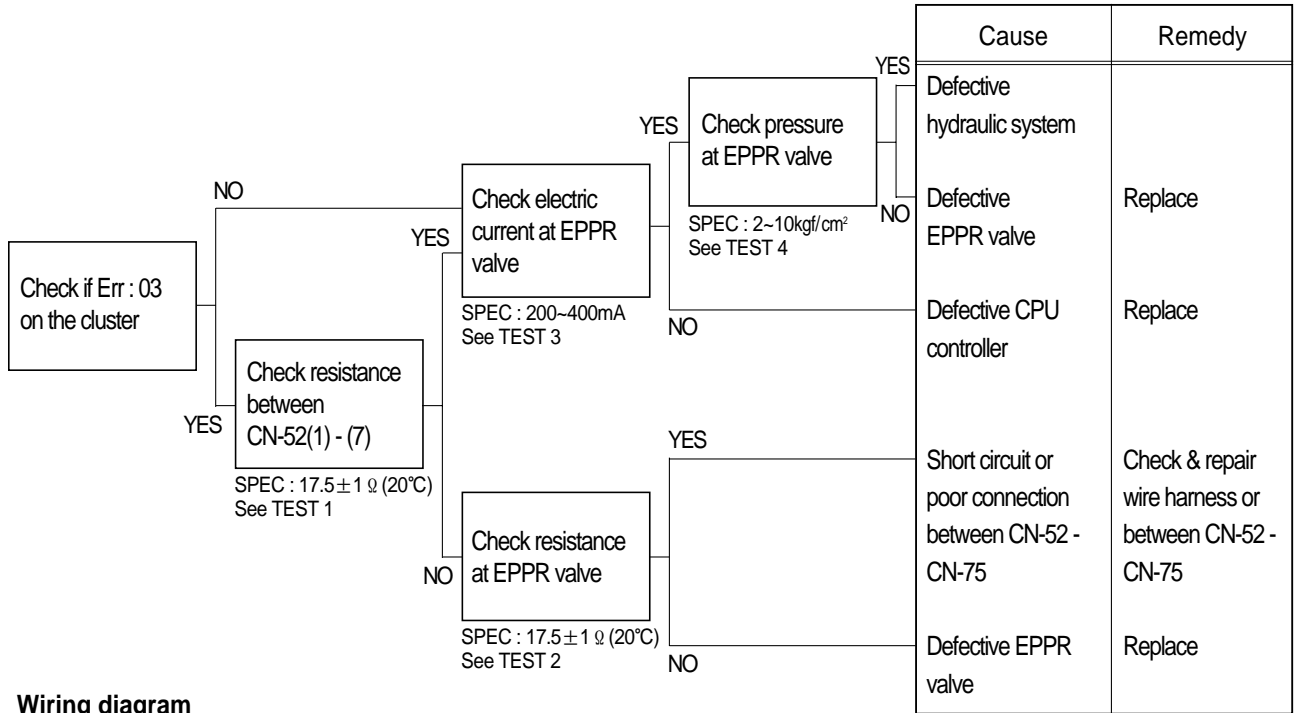 Cause
Remedy
YES
Defective
hydraulic system
YES
Check pressure
at EPPR valve
NO
Check electric
current at EPPR
valve
SPEC : 2~10kgf/cm²
See TEST 4
NO
Defective
EPPR valve
Replace
YES
Check if Err : 03
on the cluster
SPEC : 200~400mA
See TEST 3
NO
Defective CPU
controller
Replace
Check resistance
between
CN-52(1) - (7)
YES
SPEC : 17.5±1 Ω (20°C)
See TEST 1
YES
Short circuit or
poor connection
between CN-52 -
CN-75
Check & repair
wire harness or
between CN-52 -
CN-75
Check resistance
at EPPR valve
NO
SPEC : 17.5±1 Ω (20°C)
See TEST 2
NO
Defective EPPR
valve
Replace
Wiring diagram